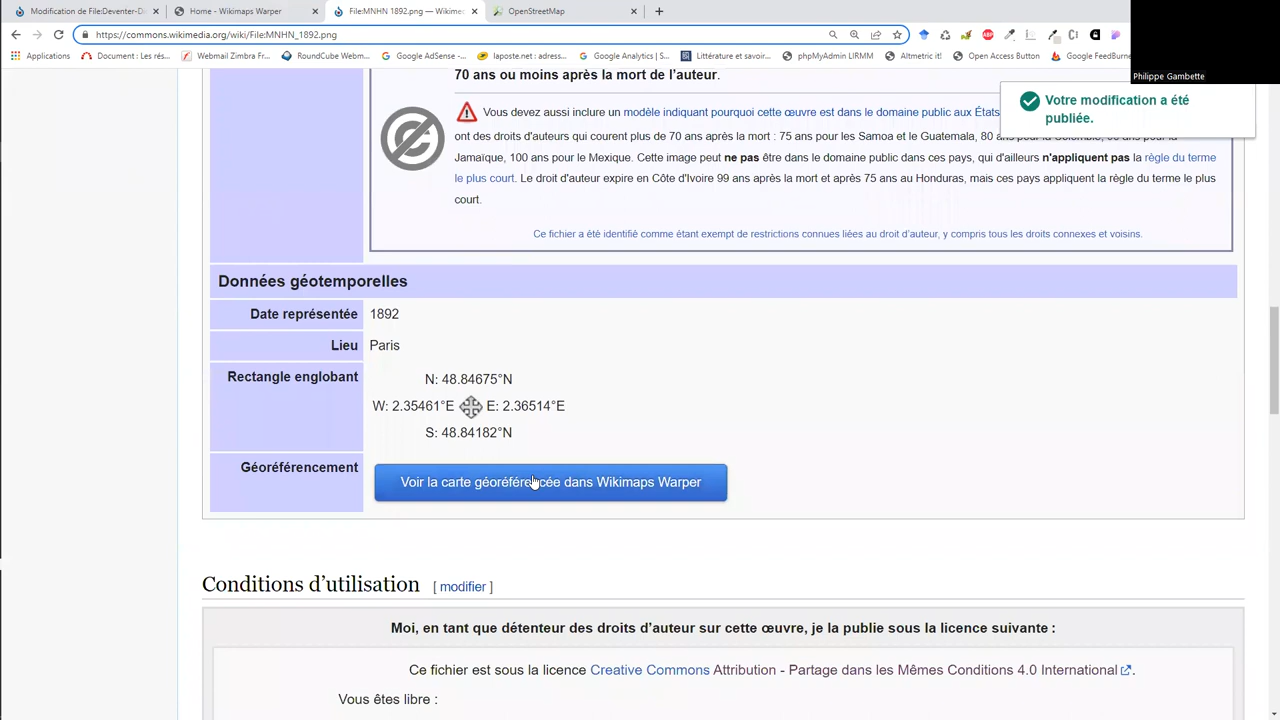 Modification de File:Deventer-D
Home - Wikimaps Warper
File:MNHN 1892.png — Wikime
OpenStreetMap
https://commons.wikimedia.org/wiki/File:MNHN_1892.png
Applications
Document : Les rési...
Webmail Zimbra Fr...
RoundCube Webm...
Google AdSense -...
laposte.net : adress...
Google Analytics | S...
Littérature et savoir...
phpMyAdmin LIRMM
Altmetric it!
Open Access Button
Google FeedBurne
Philippe Gambette
Votre modification a été
publiée.
70 ans ou moins après la mort de l'auteur.
Vous devez aussi inclure un modèle indiquant pourquoi cette œuvre est dans le domaine public aux États
ont des droits d'auteurs qui courent plus de 70 ans après la mort : 75 ans pour les Samoa et le Guatemala, 80 ans pour la Colombie,
Jamaïque, 100 ans pour le Mexique. Cette image peut ne pas être dans le domaine public dans ces pays, qui d'ailleurs n'appliquent pas la règle du terme
le plus court. Le droit d'auteur expire en Côte d'Ivoire 99 ans après la mort et après 75 ans au Honduras, mais ces pays appliquent la règle du terme le plus
court.
Ce fichier a été identifié comme étant exempt de restrictions connues liées au droit d'auteur, y compris tous les droits connexes et voisins.
Données géotemporelles
Date représentée 1892
Lieu Paris
Rectangle englobant N: 48.84675°N
W: 2.35461°E E: 2.36514°E
S: 48.84182°N
Géoréférencement Voir la carte géoréférencée dans Wikimaps Warper
Conditions d'utilisation [ modifier ]
Moi, en tant que détenteur des droits d'auteur sur cette œuvre, je la publie sous la licence suivante :
Ce fichier est sous la licence Creative Commons Attribution - Partage dans les Mêmes Conditions 4.0 International.
Vous êtes libre :